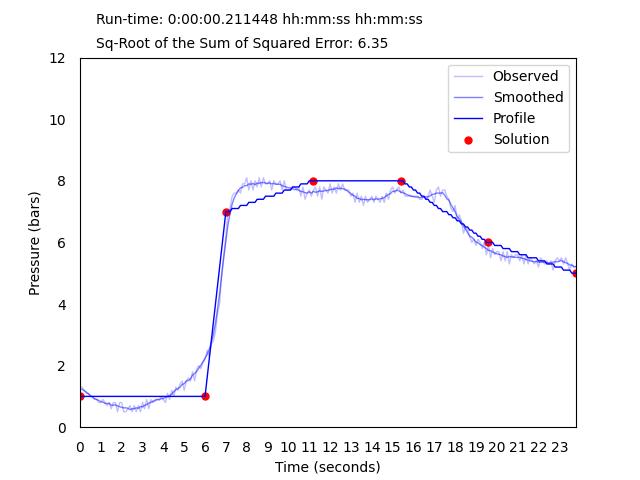 Run-time: 0:00:00.211448 hh:mm:ss hh:mm:ss
Sq-Root of the Sum of Squared Error: 6.35
12
10
8
6
4
2
0
Pressure (bars)
Observed
Smoothed
Profile
Solution
0 1 2 3 4 5 6 7 8 9 10 11 12 13 14 15 16 17 18 19 20 21 22 23
Time (seconds)